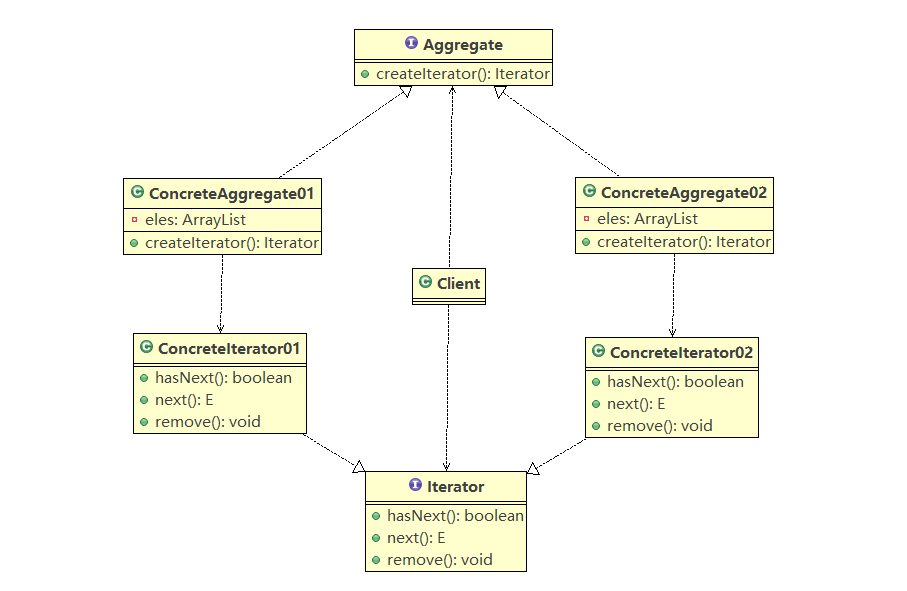 Aggregate
createIterator(): Iterator
ConcreteAggregate01
eles: ArrayList
createIterator(): Iterator
ConcreteAggregate02
eles: ArrayList
createIterator(): Iterator
Client
ConcreteIterator01
hasNext(): boolean
next(): E
remove(): void
ConcreteIterator02
hasNext(): boolean
next(): E
remove(): void
Iterator
hasNext(): boolean
next(): E
remove(): void